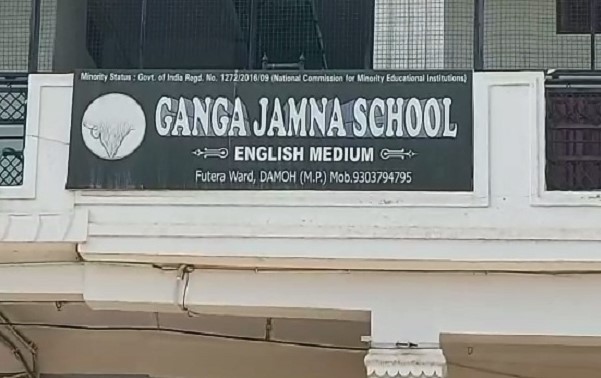 Minority Status : Govt. of India Regd. No. 1272/2016/09 (National Commission for Minority Educational Institutions)
GANGA JAMNA SCHOOL
ENGLISH MEDIUM
Futera Ward, DAMOH (M.P.) Mob.9303794795